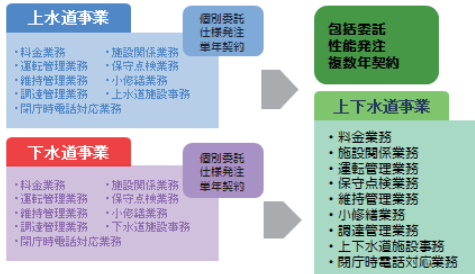 上水道事業
個別委託
仕様発注
単年契約
・料金業務 ・施設関係業務
・運転管理業務 ・保守点検業務
・維持管理業務 ・小修繕業務
・調達管理業務 ・上水道施設事務
・閉庁時電話対応業務
下水道事業
個別委託
仕様発注
単年契約
・料金業務 ・施設関係業務
・運転管理業務 ・保守点検業務
・維持管理業務 ・小修繕業務
・調達管理業務 ・下水道施設事務
・閉庁時電話対応業務
包括委託
性能発注
複数年契約
上下水道事業
・料金業務
・施設関係業務
・運転管理業務
・保守点検業務
・維持管理業務
・小修繕業務
・調達管理業務
・上下水道施設事務
・閉庁時電話対応業務